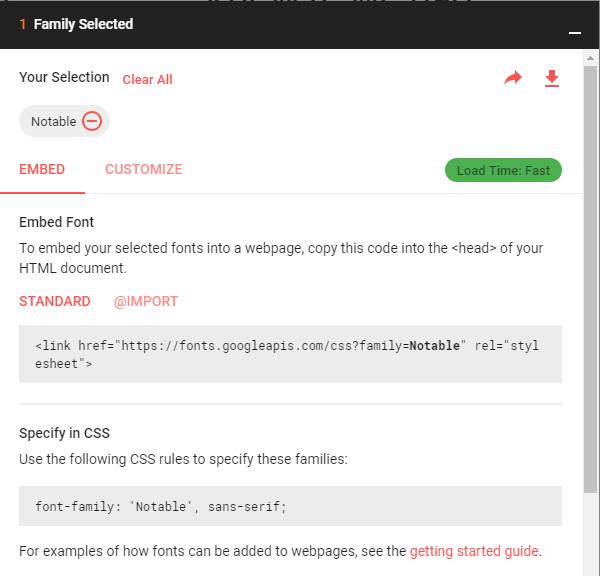 1 Family Selected
Your Selection Clear All
Notable
EMBED CUSTOMIZE Load Time: Fast
Embed Font
To embed your selected fonts into a webpage, copy this code into the <head> of your
HTML document.
STANDARD @IMPORT
<link href="https://fonts.googleapis.com/css?family=Notable" rel="styl
esheet">
Specify in CSS
Use the following CSS rules to specify these families:
font-family: 'Notable', sans-serif;
For examples of how fonts can be added to webpages, see the getting started guide.